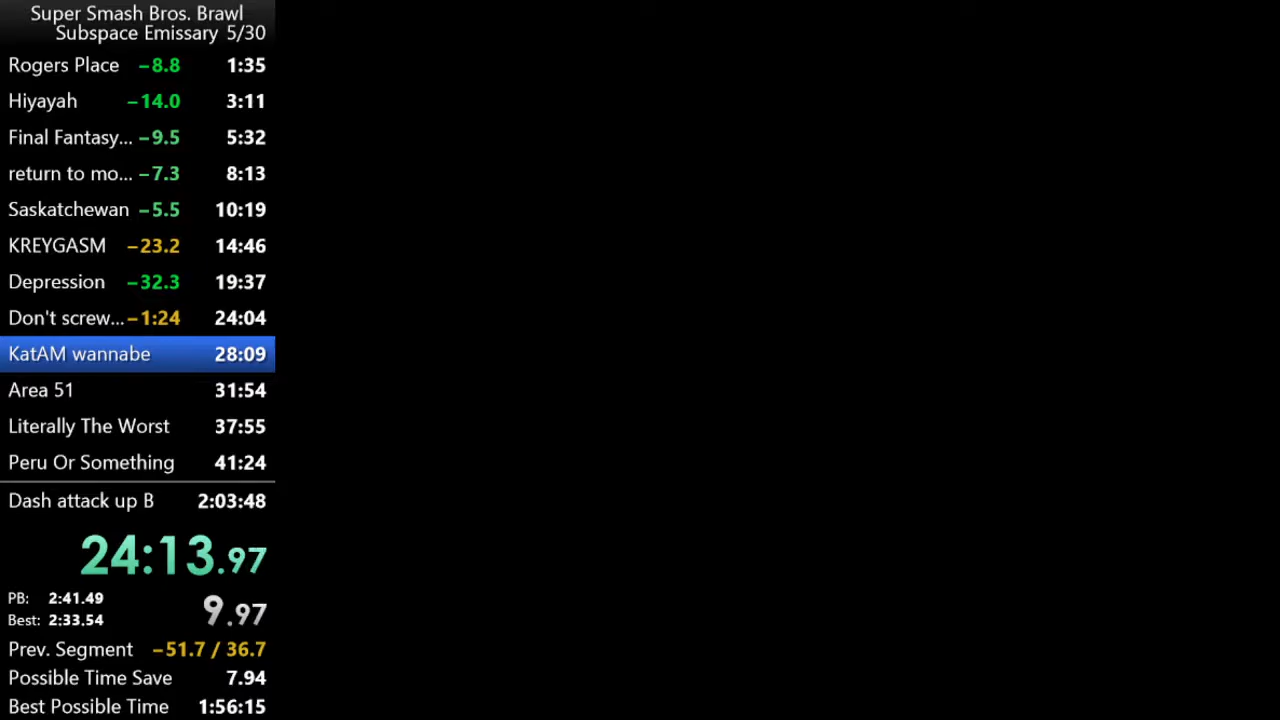 Super Smash Bros. Brawl
Subspace Emissary 5/30
Rogers Place -8.8 1:35
Hiyayah -14.0 3:11
Final Fantasy... -9.5 5:32
return to mo... -7.3 8:13
Saskatchewan -5.5 10:19
KREYGASM -23.2 14:46
Depression -32.3 19:37
Don't screw... -1:24 24:04
KatAM wannabe 28:09
Area 51 31:54
Literally The Worst 37:55
Peru Or Something 41:24
Dash attack up B 2:03:48
24:13.97
PB: 2:41.49
Best: 2:33.54
9.97
Prev. Segment -51.7 / 36.7
Possible Time Save 7.94
Best Possible Time 1:56:15